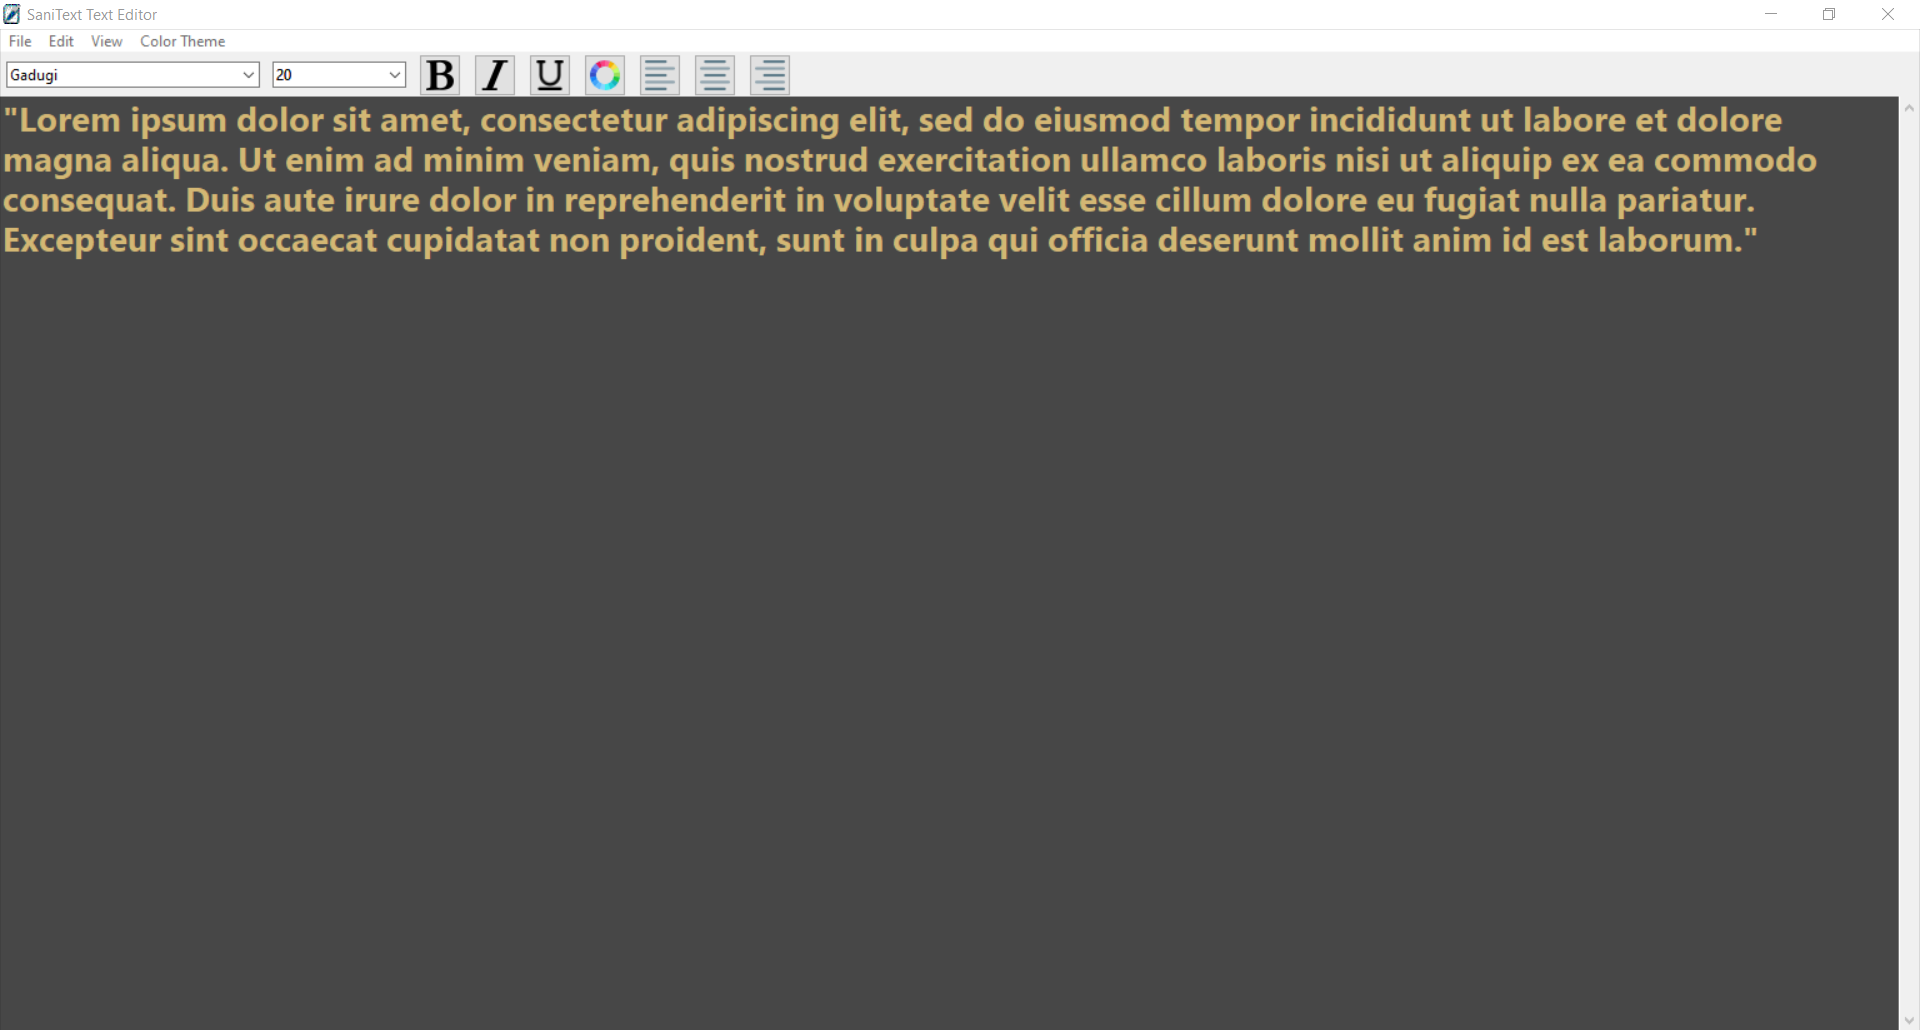 SaniText Text Editor
File Edit View Color Theme
Gadugi 20 B I U
"Lorem ipsum dolor sit amet, consectetur adipiscing elit, sed do eiusmod tempor incididunt ut labore et dolore
magna aliqua. Ut enim ad minim veniam, quis nostrud exercitation ullamco laboris nisi ut aliquip ex ea commodo
consequat. Duis aute irure dolor in reprehenderit in voluptate velit esse cillum dolore eu fugiat nulla pariatur.
Excepteur sint occaecat cupidatat non proident, sunt in culpa qui officia deserunt mollit anim id est laborum."